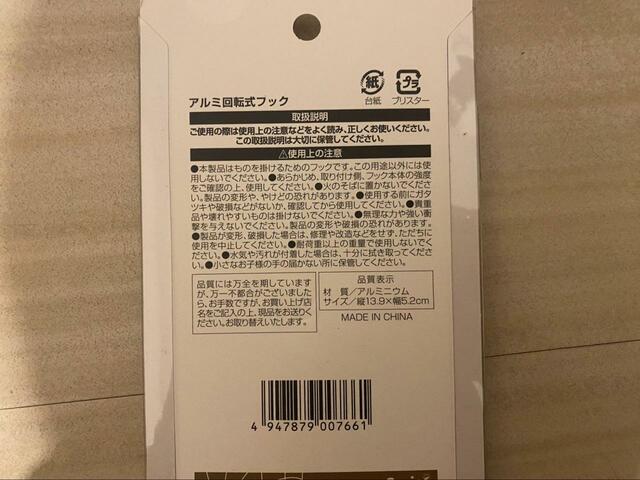 アルミ回転式フック
紙 プラ
台紙 ブリスター
取扱説明
ご使用の際は使用上の注意などをよく読み、正しくお使いください。
この取扱説明は大切に保管してください。
⚠使用上の注意
●本製品はものを掛けるためのフックです。この用途以外には使
用しないでください。●あらかじめ、取り付け側、フック本体の強度
をご確認の上、使用してください。●火のそばに置かないでくださ
い。製品の変形や、やけどの恐れがあります。●使用する前にガタ
ツキや破損などがないか、確認してから使用してください。●貴重
品や壊れやすいものは掛けないでください。●無理な力や強い衝
撃を与えないでください。製品の変形や破損の恐れがあります。
●製品が変形、破損した場合は、修理や改造などをせず、ただちに
使用を中止してください。●耐荷重以上の重量で使用しないでく
ださい。●水気や汚れが付着した場合は、十分に拭き取ってくださ
い。●小さなお子様の手の届かない所に保管してください。
品質には万全を期していますが、
万一不都合がございましたら、
お手数ですが、お買い上げ店
名をご記入の上、現品をお送りく
ださい。お取り替えいたします。
品質表示
材 質/アルミニウム
サイズ/縦13.9×幅5.2cm
MADE IN CHINA
4 947879 007661